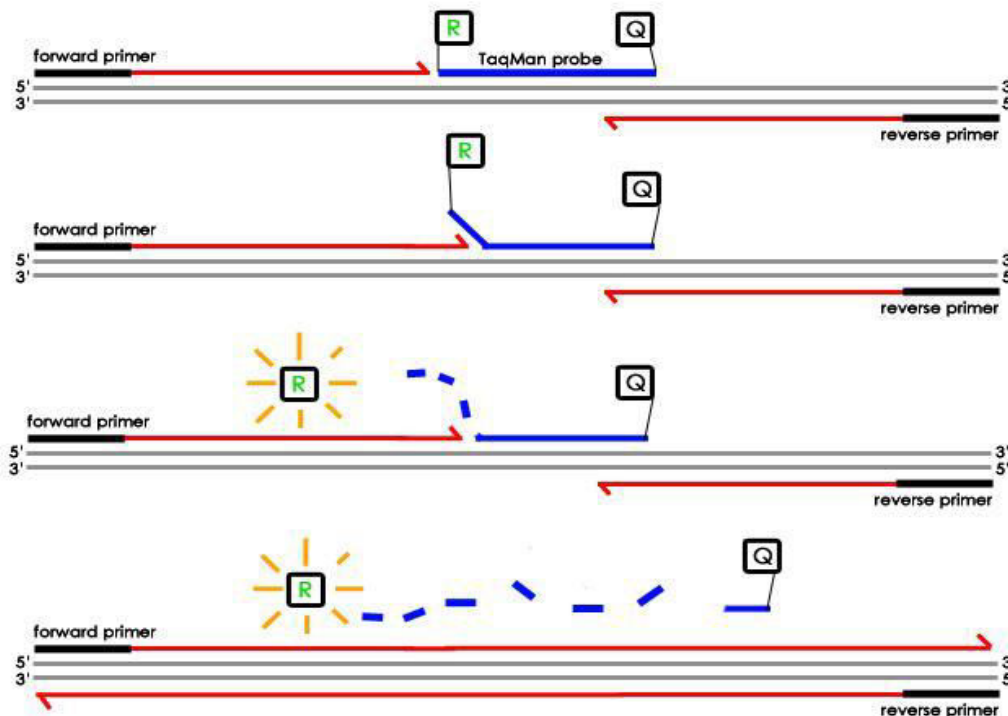 R Q
forward primer TaqMan probe
5' 3'
3' 5'
reverse primer
R
Q
forward primer
5' 3'
3' 5'
reverse primer
R Q
forward primer
5' 3'
3' 5'
reverse primer
Q
R
forward primer
5' 3'
3' 5'
reverse primer